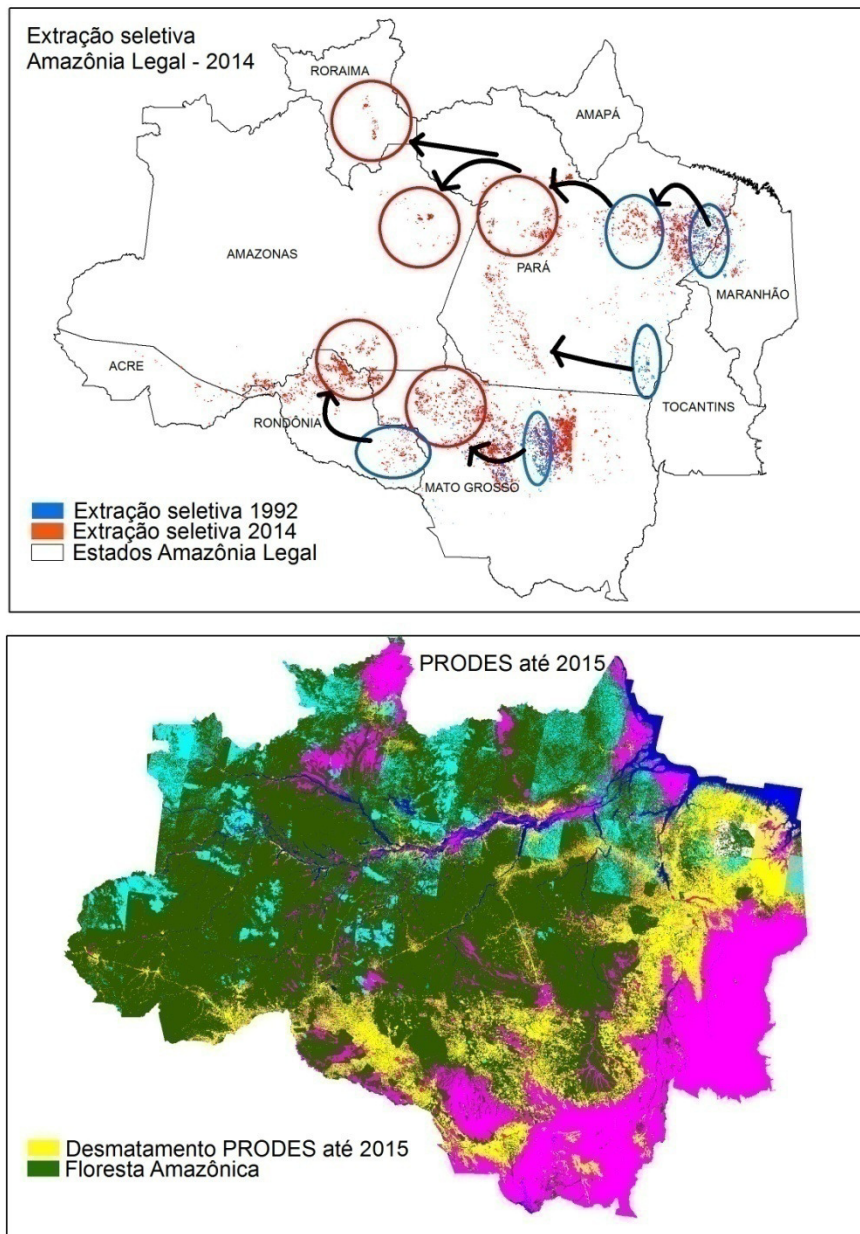 Extração seletiva
Amazônia Legal - 2014
RORAIMA
AMAPÁ
AMAZONAS
PARÁ
MARANHÃO
ACRE
TOCANTINS
RONDÔNIA
MATO GROSSO
Extração seletiva 1992
Extração seletiva 2014
Estados Amazônia Legal
PRODES até 2015
Desmatamento PRODES até 2015
Floresta Amazônica